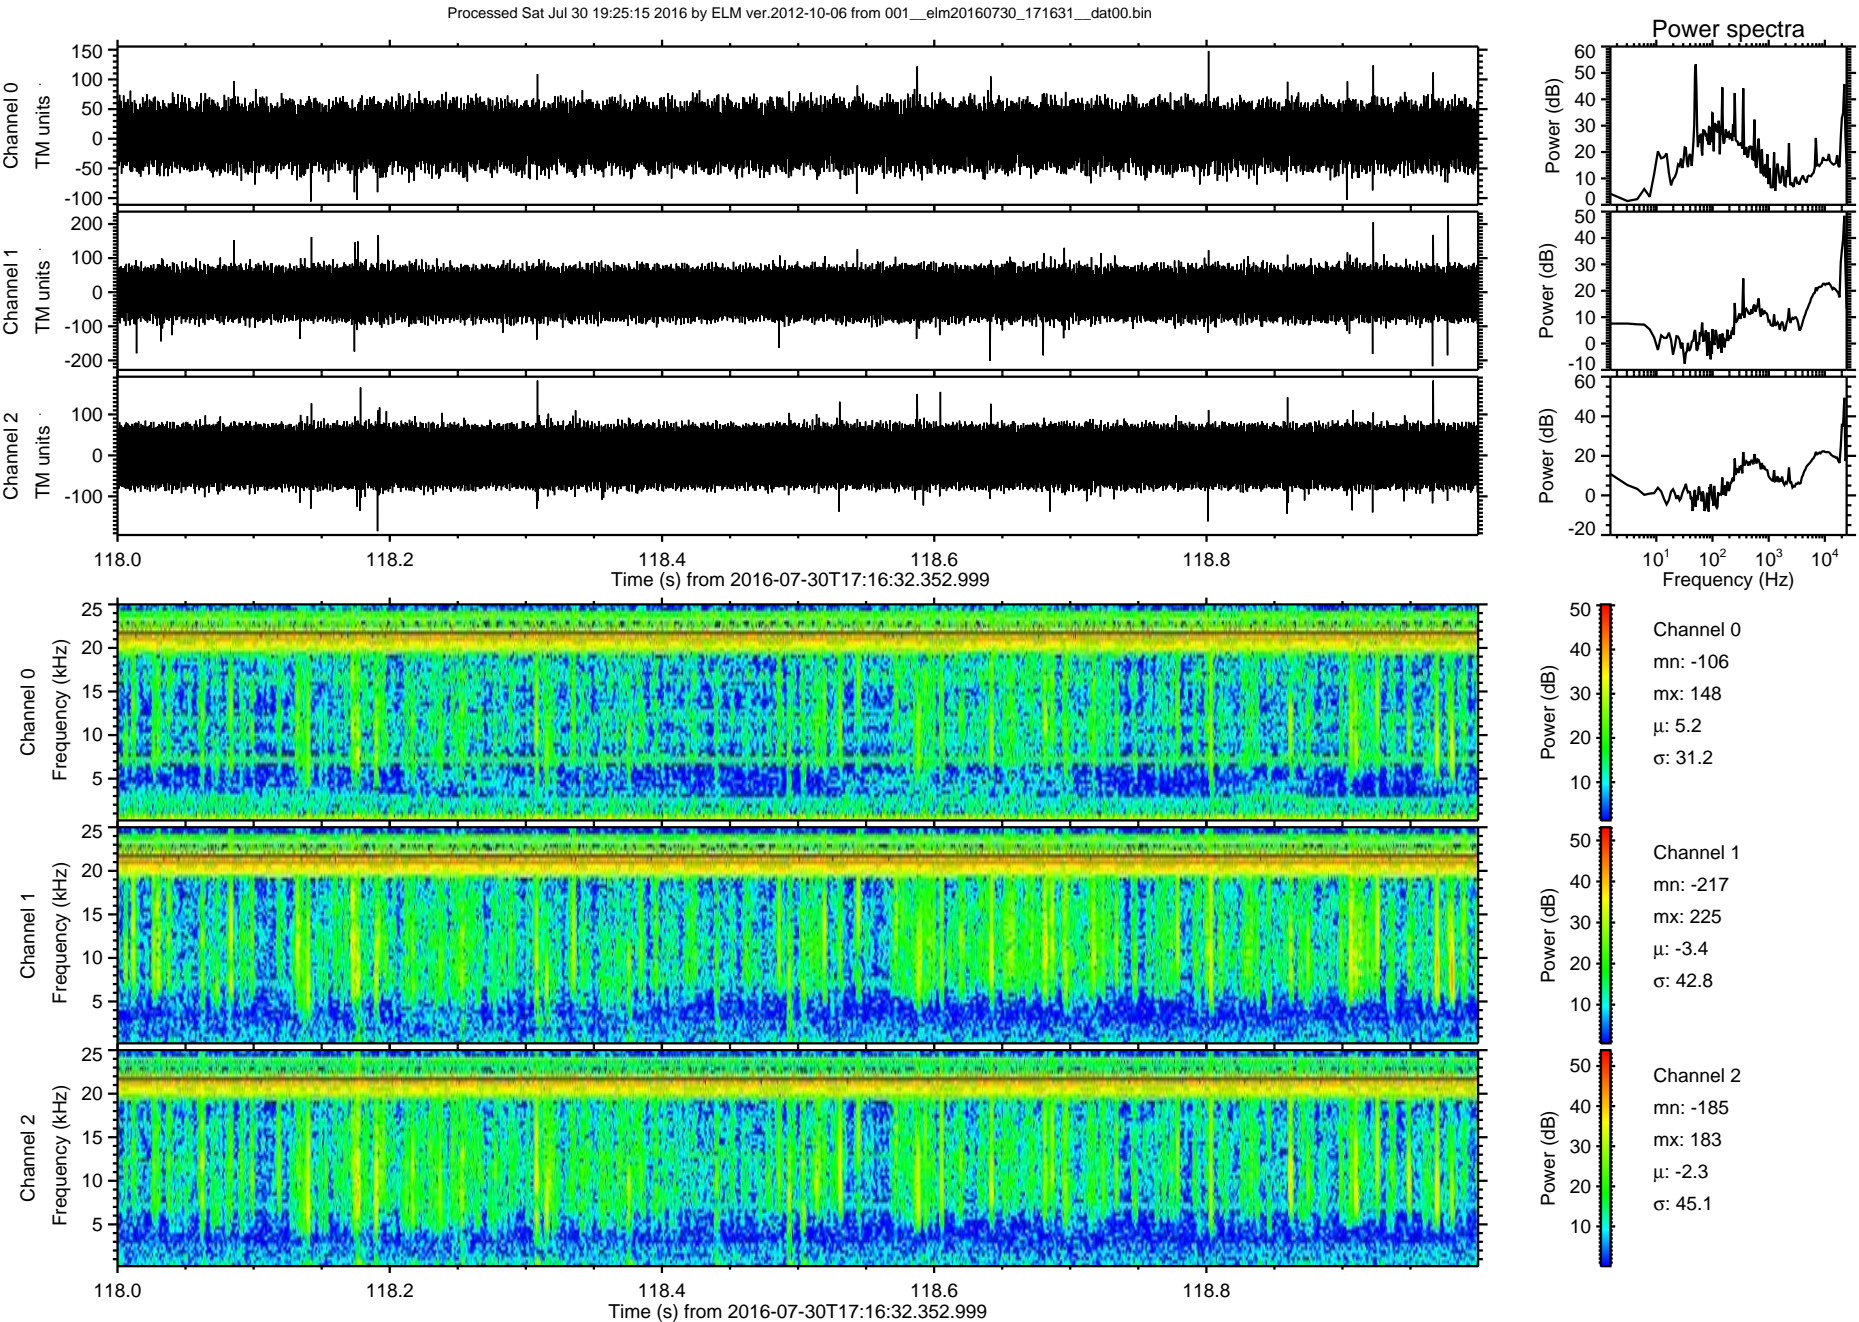 Processed Sat Jul 30 19:25:15 2016 by ELM ver.2012-10-06 from 001__elm20160730_171631__dat00.bin
Power spectra
Channel 0
TM units
150
100
50
0
-50
-100
Power (dB)
60
50
40
30
20
10
0
Channel 1
TM units
200
100
0
-100
-200
Power (dB)
50
40
30
20
10
0
-10
Channel 2
TM units
100
0
-100
Power (dB)
60
40
20
0
-20
118.0 118.2 118.4 118.6 118.8
Time (s) from 2016-07-30T17:16:32.352.999
10¹ 10² 10³ 10⁴
Frequency (Hz)
Channel 0
Frequency (kHz)
25
20
15
10
5
Power (dB)
50
40
30
20
10
Channel 0
mn: -106
mx: 148
μ: 5.2
σ: 31.2
Channel 1
Frequency (kHz)
25
20
15
10
5
Power (dB)
50
40
30
20
10
Channel 1
mn: -217
mx: 225
μ: -3.4
σ: 42.8
Channel 2
Frequency (kHz)
25
20
15
10
5
Power (dB)
50
40
30
20
10
Channel 2
mn: -185
mx: 183
μ: -2.3
σ: 45.1
118.0 118.2 118.4 118.6 118.8
Time (s) from 2016-07-30T17:16:32.352.999